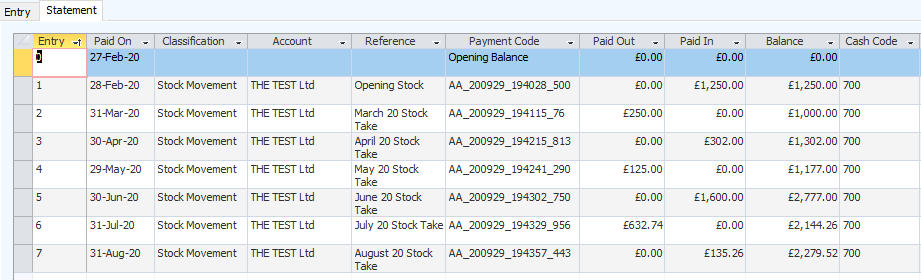 Entry Statement
Entry Paid On Classification Account Reference Payment Code Paid Out Paid In Balance Cash Code
0 27-Feb-20 Opening Balance £0.00 £0.00 £0.00
1 28-Feb-20 Stock Movement THE TEST Ltd Opening Stock AA_200929_194028_500 £0.00 £1,250.00 £1,250.00 700
2 31-Mar-20 Stock Movement THE TEST Ltd March 20 Stock AA_200929_194115_76 £250.00 £0.00 £1,000.00 700
Take
3 30-Apr-20 Stock Movement THE TEST Ltd April 20 Stock AA_200929_194215_813 £0.00 £302.00 £1,302.00 700
Take
4 29-May-20 Stock Movement THE TEST Ltd May 20 Stock AA_200929_194241_290 £125.00 £0.00 £1,177.00 700
Take
5 30-Jun-20 Stock Movement THE TEST Ltd June 20 Stock AA_200929_194302_750 £0.00 £1,600.00 £2,777.00 700
Take
6 31-Jul-20 Stock Movement THE TEST Ltd July 20 Stock Take AA_200929_194329_956 £632.74 £0.00 £2,144.26 700
7 31-Aug-20 Stock Movement THE TEST Ltd August 20 Stock AA_200929_194357_443 £0.00 £135.26 £2,279.52 700
Take